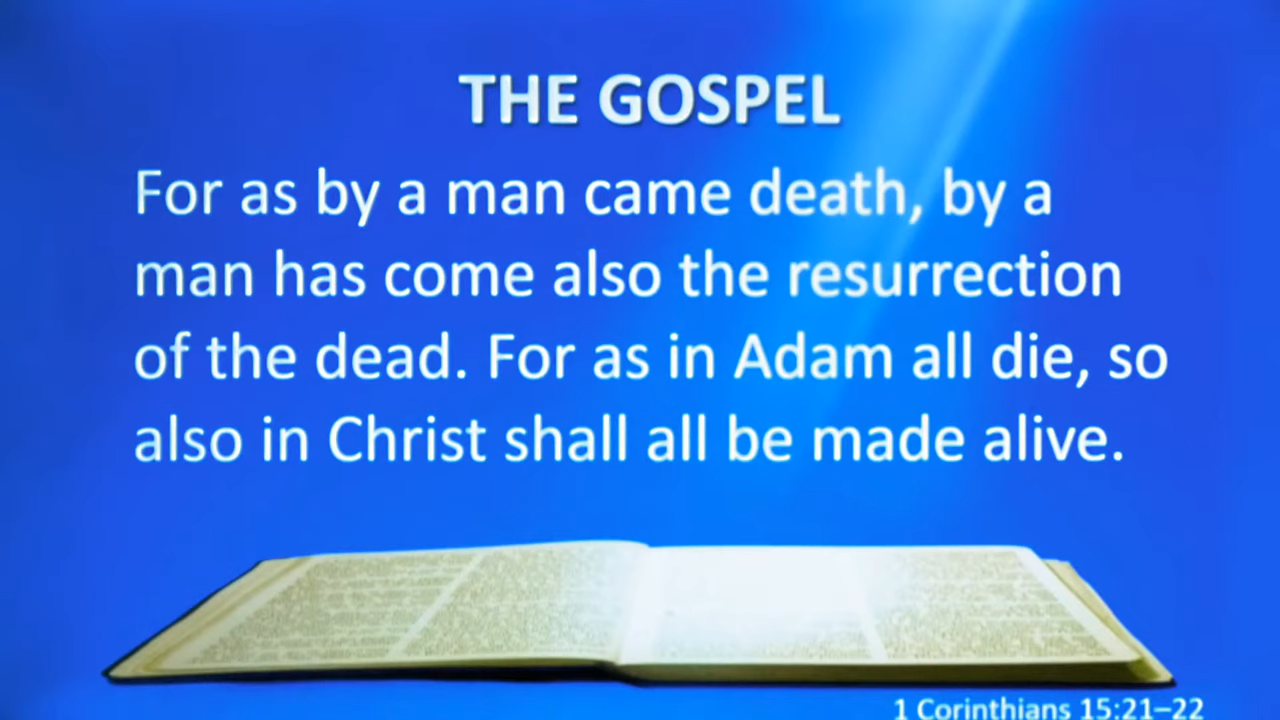 THE GOSPEL
For as by a man came death, by a
man has come also the resurrection
of the dead. For as in Adam all die, so
also in Christ shall all be made alive.
1 Corinthians 15:21–22